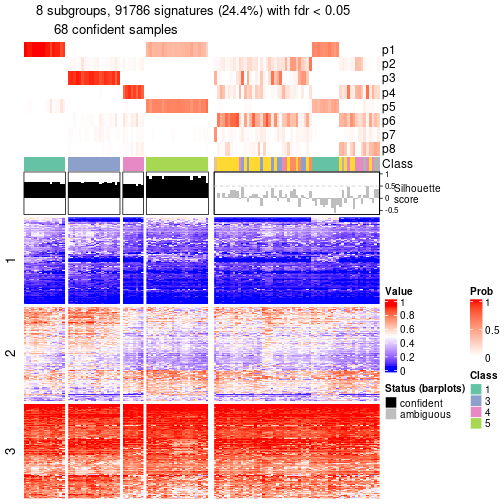 8 subgroups, 91786 signatures (24.4%) with fdr < 0.05
68 confident samples
p1
p2
p3
p4
p5
p6
p7
p8
Class
1
0.5
0
-0.5
Silhouette
score
1
2
3
Value
1
0.8
0.6
0.4
0.2
0
Status (barplots)
confident
ambiguous
Prob
1
0.5
0
Class
1
3
4
5